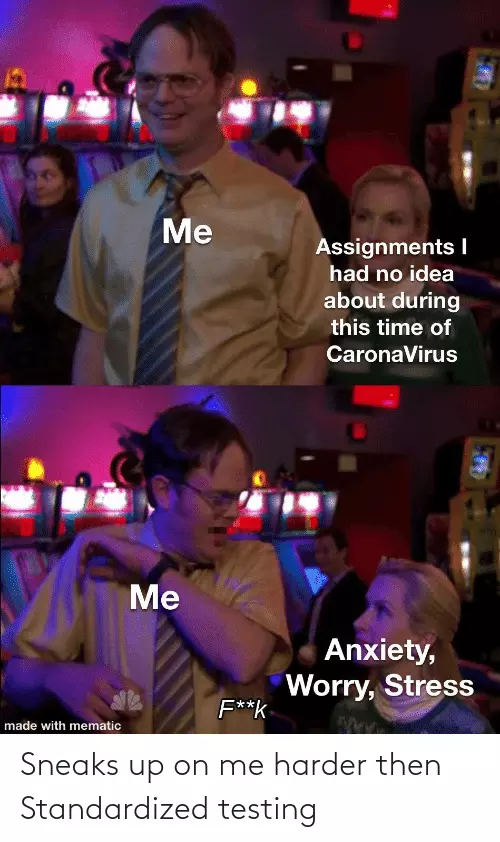 Me
Assignments I
had no idea
about during
this time of
CaronaVirus
Me
Anxiety,
Worry, Stress
F**k
made with mematic
Sneaks up on me harder then
Standardized testing